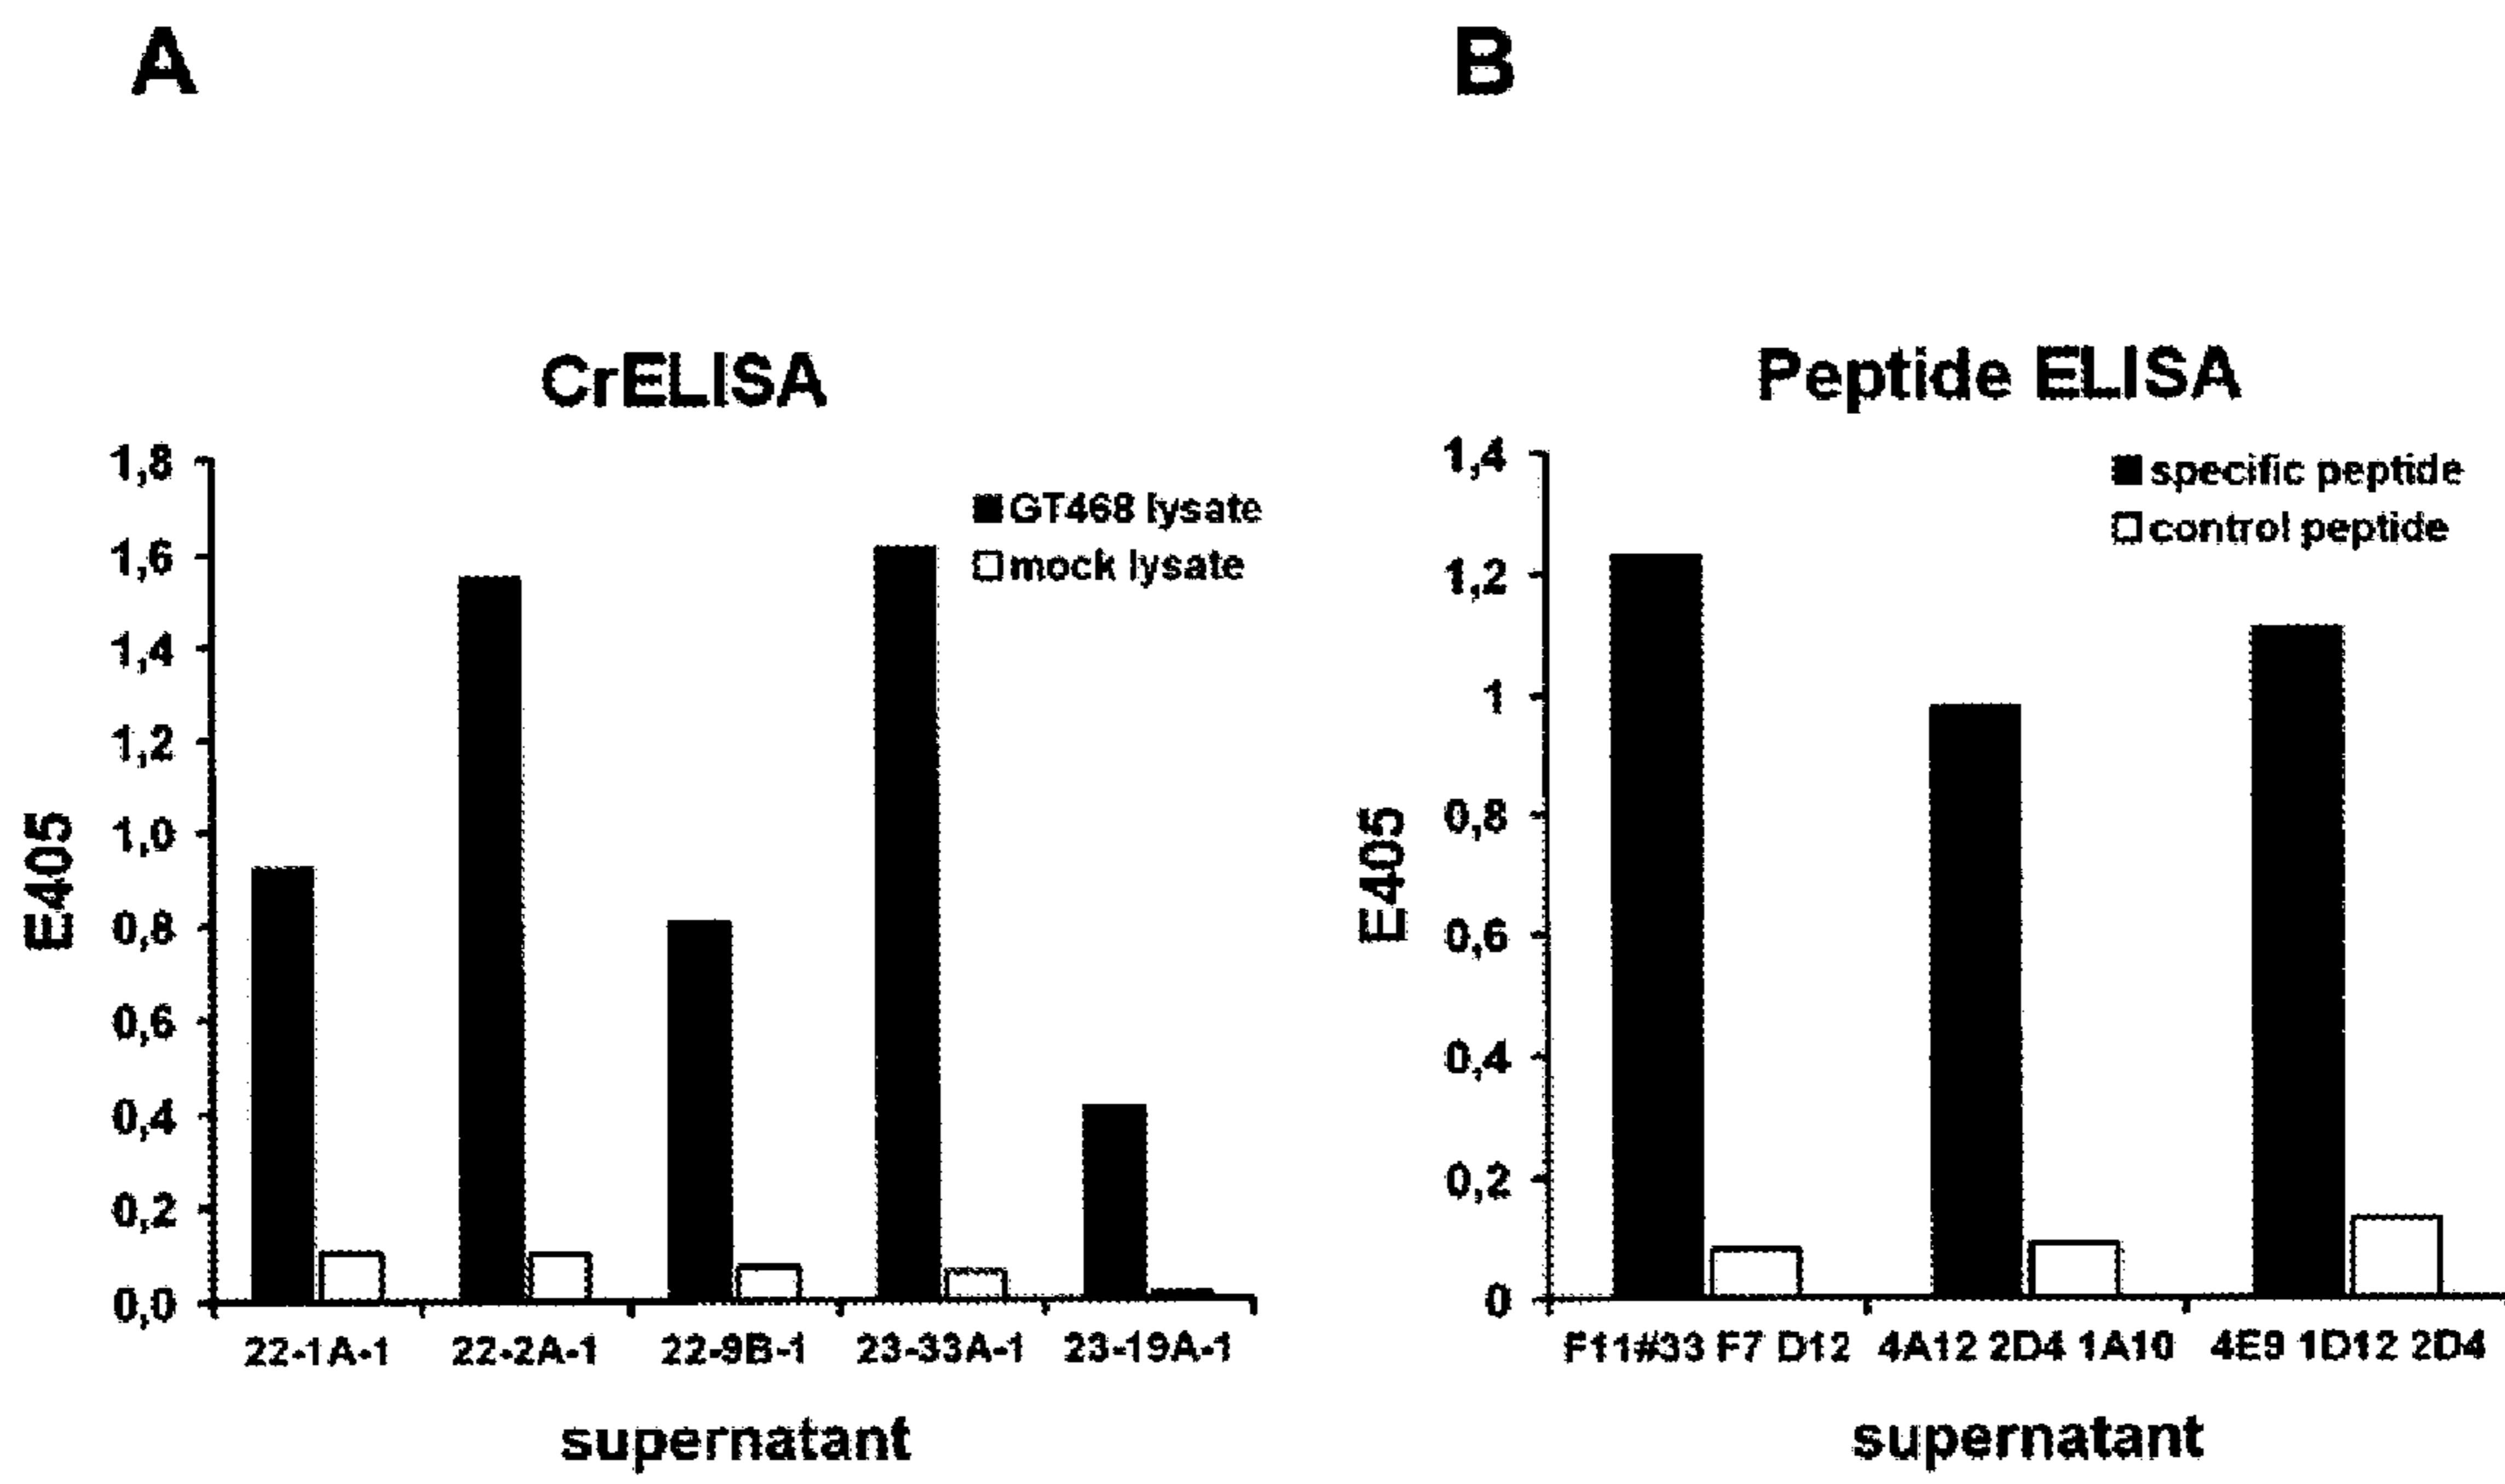 A
CrELISA
1,8
1,6
1,4
1,2
1,0
0,8
0,6
0,4
0,2
0,0
E405
GT468 lysate
mock lysate
22-1A-1 22-2A-1 22-9B-1 23-33A-1 23-19A-1
supernatant
B
Peptide ELISA
1,4
1,2
1
0,8
0,6
0,4
0,2
0
E405
specific peptide
control peptide
F11#33 F7 D12 4A12 2D4 1A10 4E9 1D12 2D4
supernatant